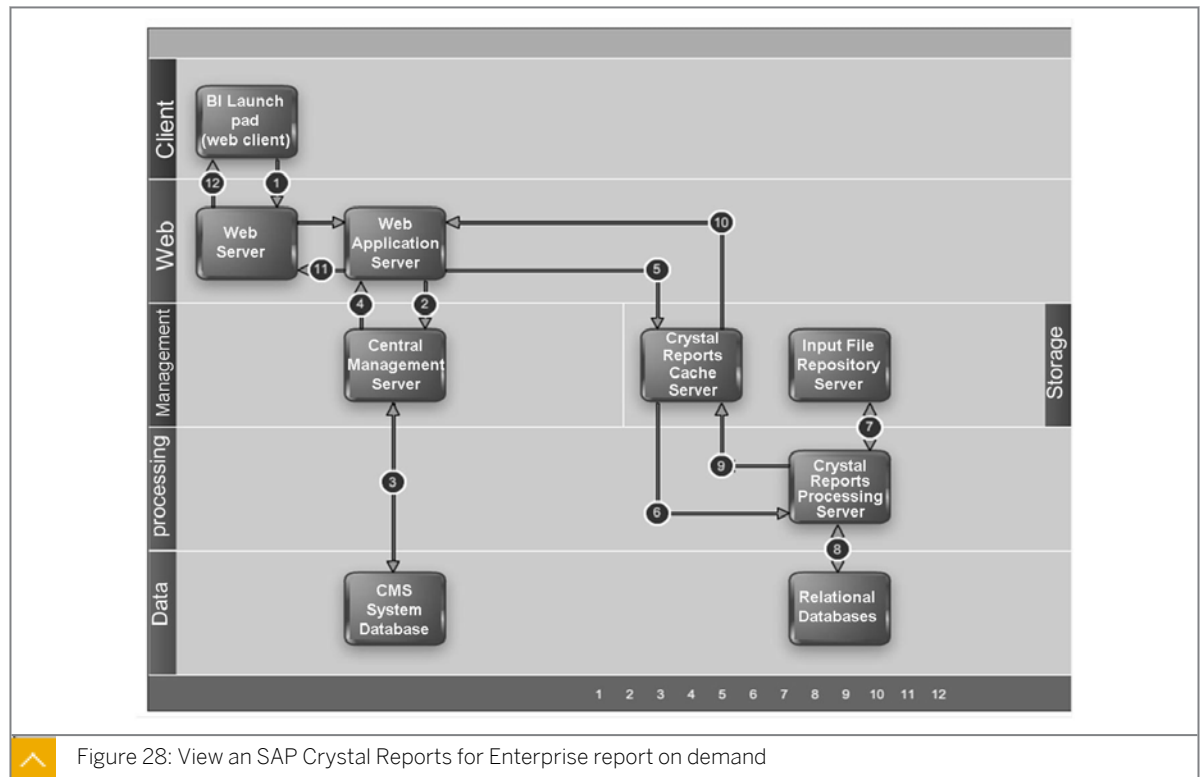 Client
BI Launch
pad
(web client)
12
1
Web
Web
Server
Web
Application
Server
10
11
5
4
2
Management
Central
Management
Server
Crystal
Reports
Cache
Server
Input File
Repository
Server
Storage
7
processing
3
9
6
Crystal
Reports
Processing
Server
8
Data
CMS
System
Database
Relational
Databases
1 2 3 4 5 6 7 8 9 10 11 12
Figure 28: View an SAP Crystal Reports for Enterprise report on demand